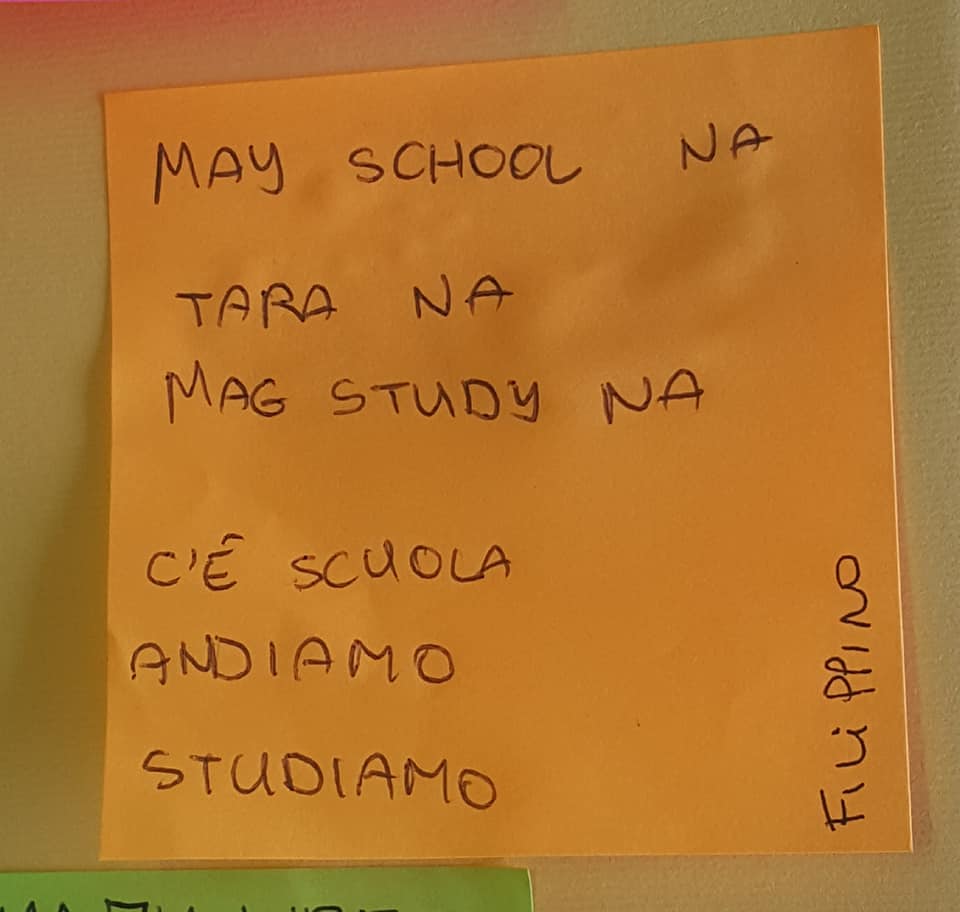 MAY SCHOOL NA
TARA NA
MAG STUDY NA
C'É SCUOLA
ANDIAMO
STUDIAMO
FILIPPINO